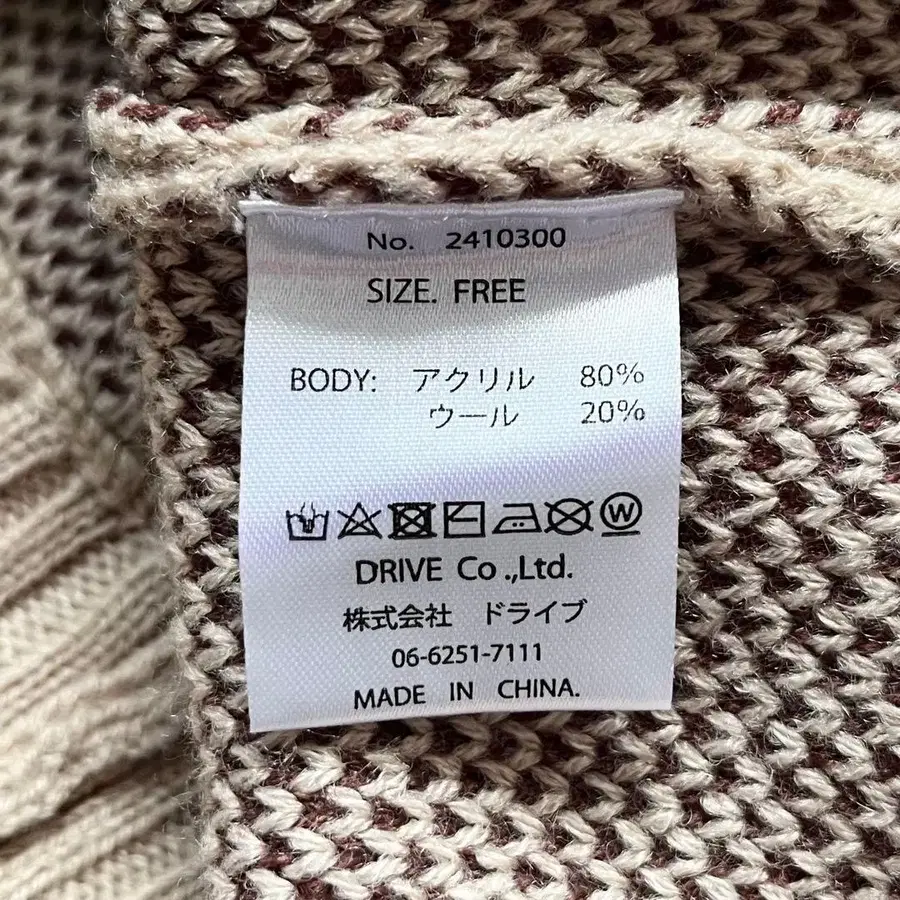 No. 2410300
SIZE. FREE
BODY: アクリル 80%
ウール 20%
W
DRIVE Co.,Ltd.
株式会社 ドライブ
06-6251-7111
MADE IN CHINA.